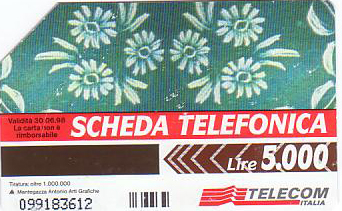 Validità 30.06.98
La carta non è
rimborsabile
SCHEDA TELEFONICA
Lire 5.000
Tiratura: oltre 1.000.000
Mantegazza Antonio Arti Grafiche
099183612
TELECOM
ITALIA